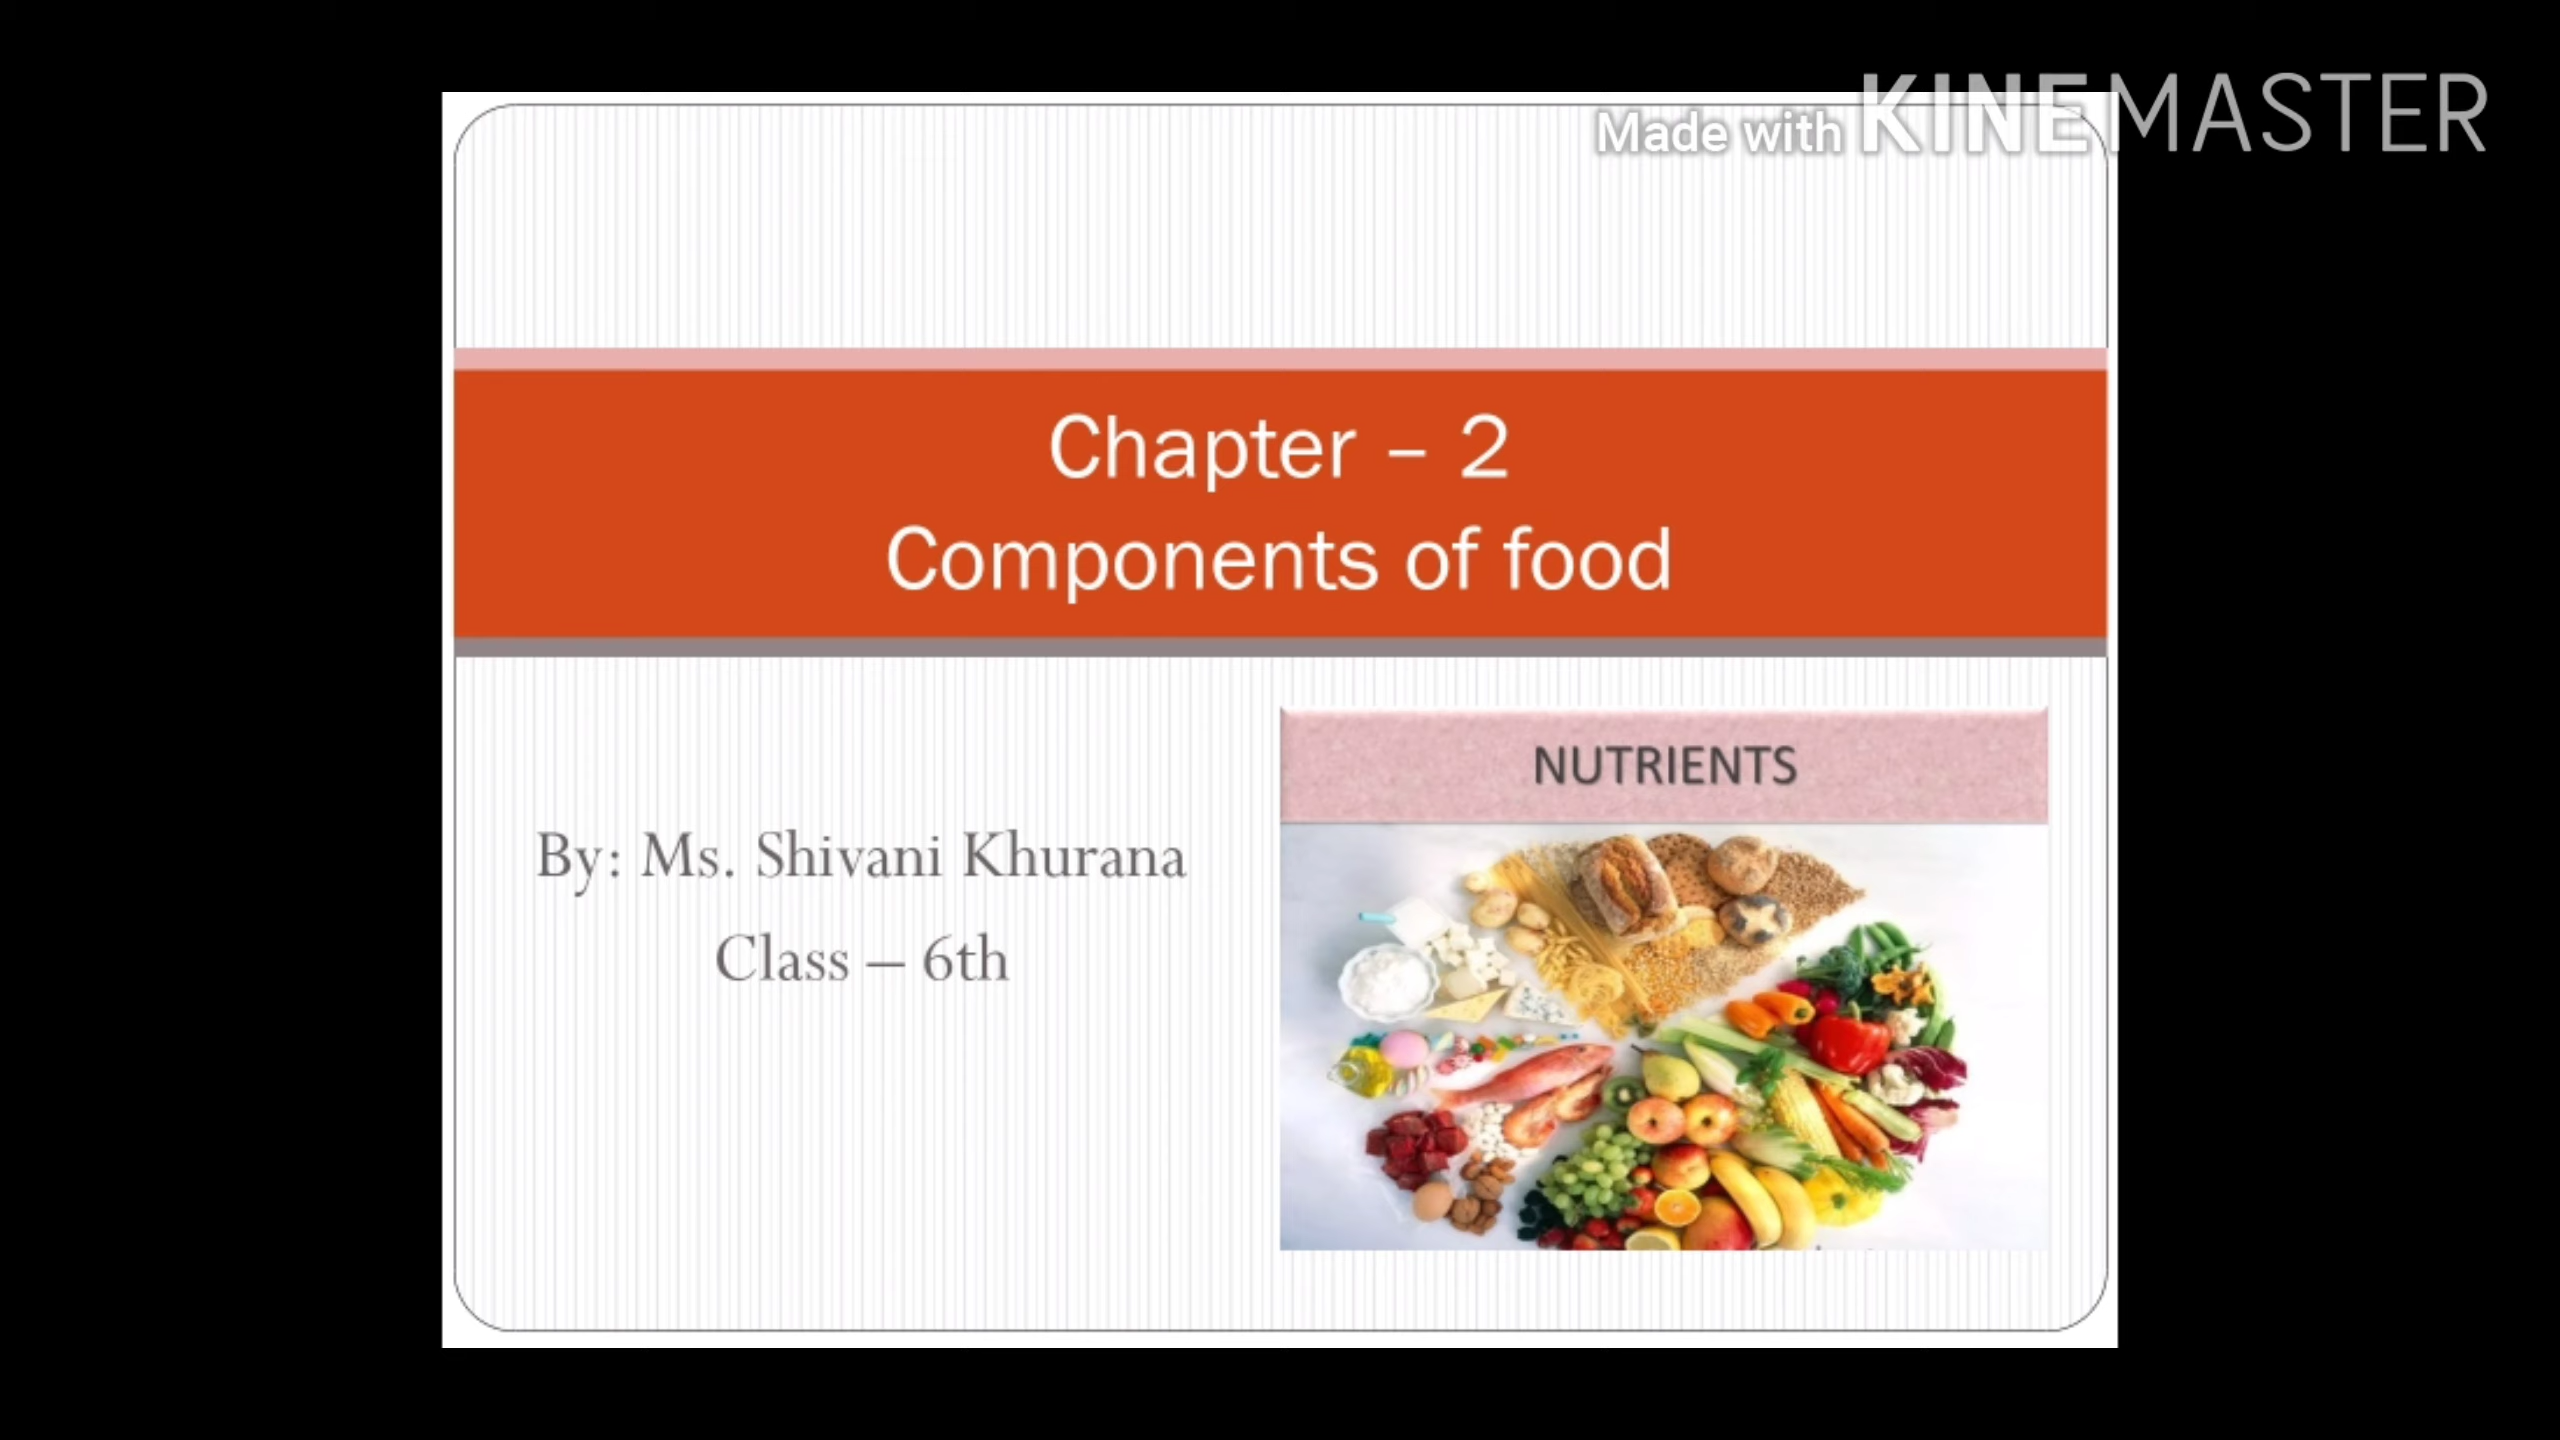 Made with KINEMASTER
Chapter – 2
Components of food
NUTRIENTS
By: Ms. Shivani Khurana
Class – 6th